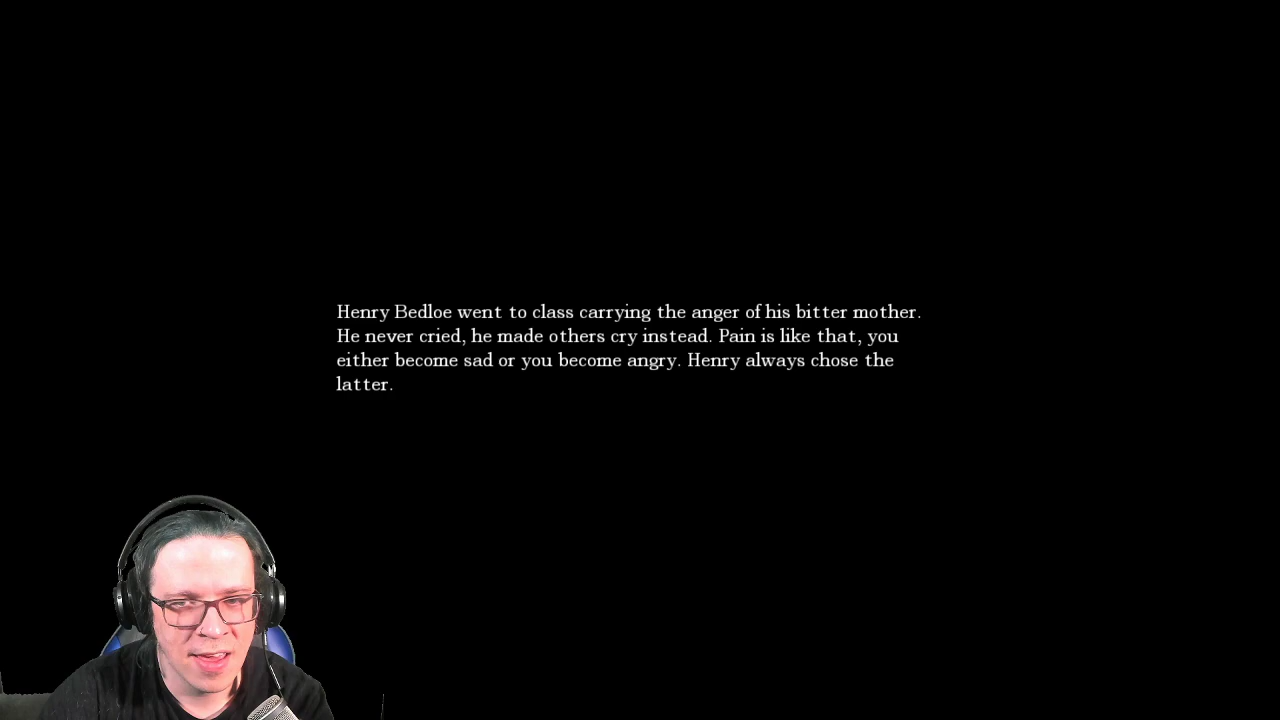 Henry Bedloe went to class carrying the anger of his bitter mother.
He never cried, he made others cry instead. Pain is like that, you
either become sad or you become angry. Henry always chose the
latter.